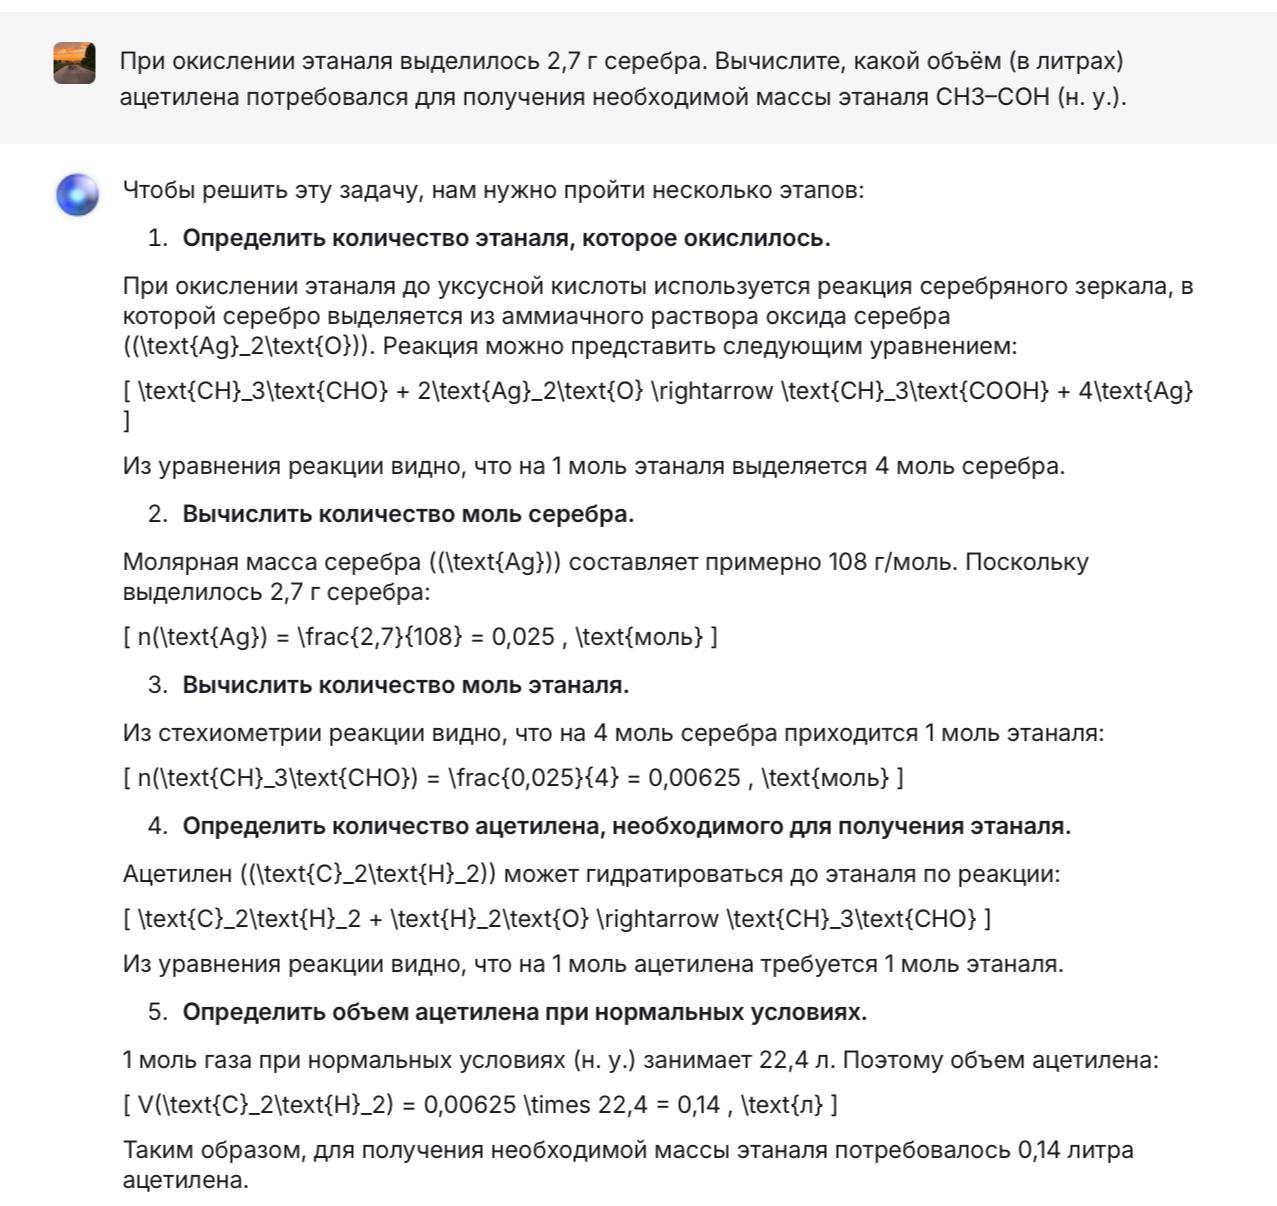 При окислении этаналя выделилось 2,7 г серебра. Вычислите, какой объём (в литрах)
ацетилена потребовался для получения необходимой массы этаналя CH3–COH (н. у.).
Чтобы решить эту задачу, нам нужно пройти несколько этапов:
1. Определить количество этаналя, которое окислилось.
При окислении этаналя до уксусной кислоты используется реакция серебряного зеркала, в
которой серебро выделяется из аммиачного раствора оксида серебра
((\text{Ag}_2\text{O})). Реакция можно представить следующим уравнением:
[ \text{CH}_3\text{CHO} + 2\text{Ag}_2\text{O} \rightarrow \text{CH}_3\text{COOH} + 4\text{Ag}
]
Из уравнения реакции видно, что на 1 моль этаналя выделяется 4 моль серебра.
2. Вычислить количество моль серебра.
Молярная масса серебра ((\text{Ag})) составляет примерно 108 г/моль. Поскольку
выделилось 2,7 г серебра:
[ n(\text{Ag}) = \frac{2,7}{108} = 0,025 , \text{моль} ]
3. Вычислить количество моль этаналя.
Из стехиометрии реакции видно, что на 4 моль серебра приходится 1 моль этаналя:
[ n(\text{CH}_3\text{CHO}) = \frac{0,025}{4} = 0,00625 , \text{моль} ]
4. Определить количество ацетилена, необходимого для получения этаналя.
Ацетилен ((\text{C}_2\text{H}_2)) может гидратироваться до этаналя по реакции:
[ \text{C}_2\text{H}_2 + \text{H}_2\text{O} \rightarrow \text{CH}_3\text{CHO} ]
Из уравнения реакции видно, что на 1 моль ацетилена требуется 1 моль этаналя.
5. Определить объем ацетилена при нормальных условиях.
1 моль газа при нормальных условиях (н. у.) занимает 22,4 л. Поэтому объем ацетилена:
[ V(\text{C}_2\text{H}_2) = 0,00625 \times 22,4 = 0,14 , \text{л} ]
Таким образом, для получения необходимой массы этаналя потребовалось 0,14 литра
ацетилена.